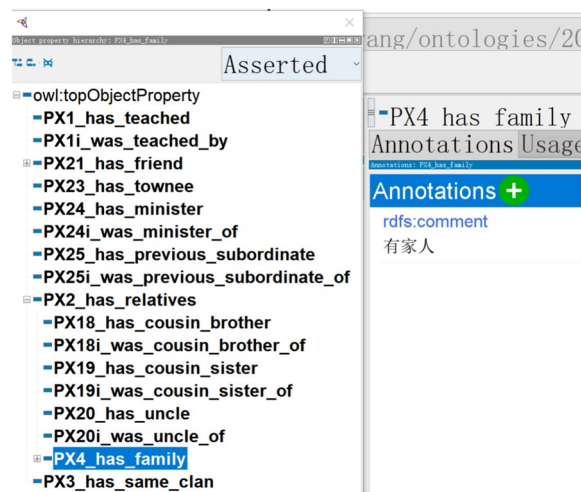 Object property hierarchy: PX4_has_family
Asserted
owl:topObjectProperty
PX1_has_teached
PX1i_was_teached_by
PX21_has_friend
PX23_has_townee
PX24_has_minister
PX24i_was_minister_of
PX25_has_previous_subordinate
PX25i_was_previous_subordinate_of
PX2_has_relatives
PX18_has_cousin_brother
PX18i_was_cousin_brother_of
PX19_has_cousin_sister
PX19i_was_cousin_sister_of
PX20_has_uncle
PX20i_was_uncle_of
PX4_has_family
PX3_has_same_clan
ang/ontologies/20
PX4 has family
Annotations Usage
Annotations: PX4_has_family
Annotations
rdfs:comment
有家人